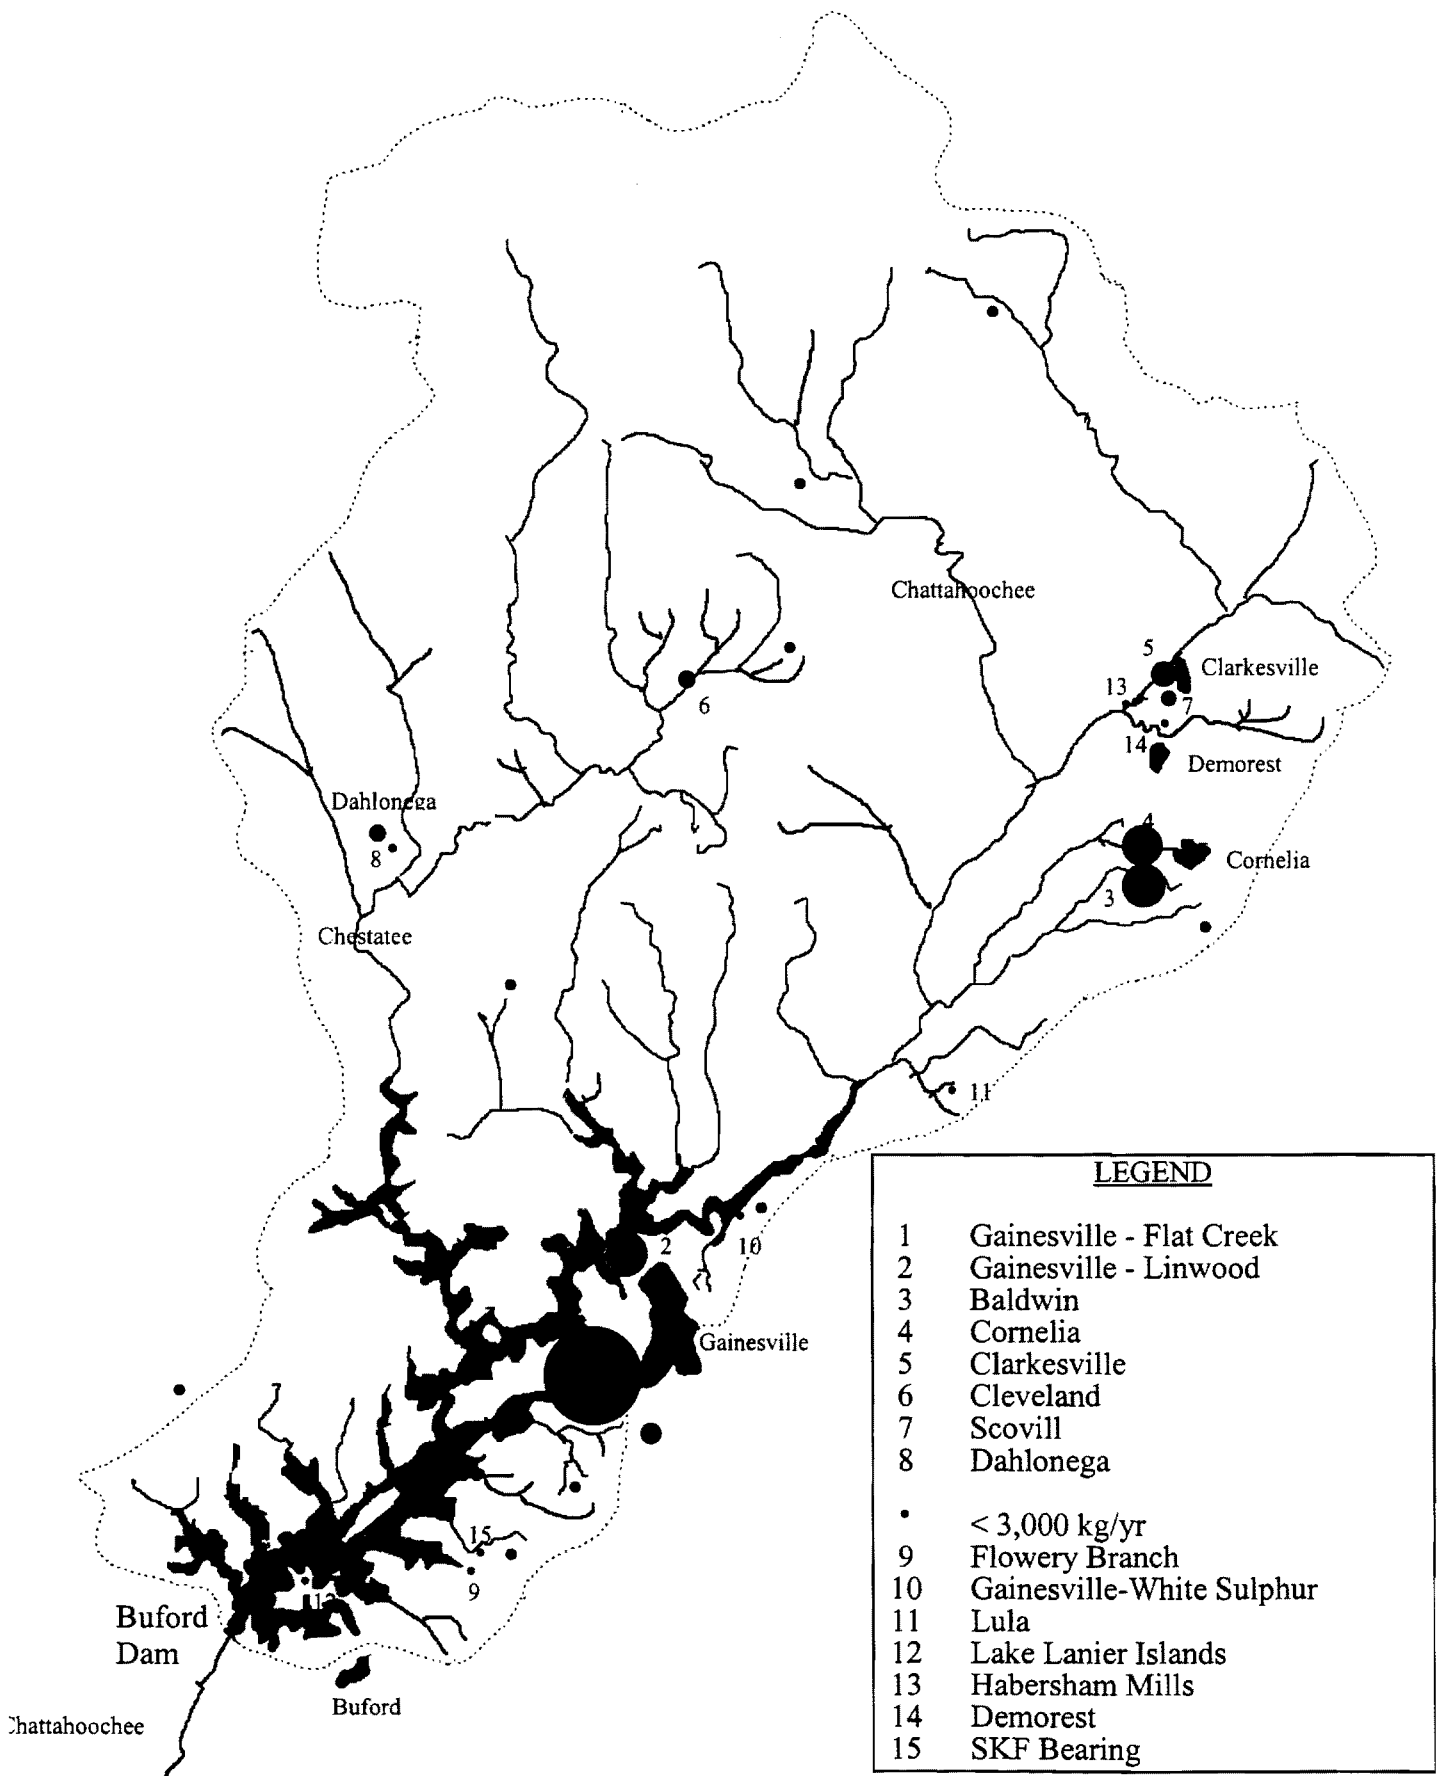 Chattahoochee
5
Clarkesville
13
7
6
14
Demorest
Dahlonega
4
8
Cornelia
3
Chestatee
11
2
10
Gainesville
15
9
12
Buford
Dam
Buford
Chattahoochee
LEGEND
1 Gainesville - Flat Creek
2 Gainesville - Linwood
3 Baldwin
4 Cornelia
5 Clarkesville
6 Cleveland
7 Scovill
8 Dahlonega
• < 3,000 kg/yr
9 Flowery Branch
10 Gainesville-White Sulphur
11 Lula
12 Lake Lanier Islands
13 Habersham Mills
14 Demorest
15 SKF Bearing